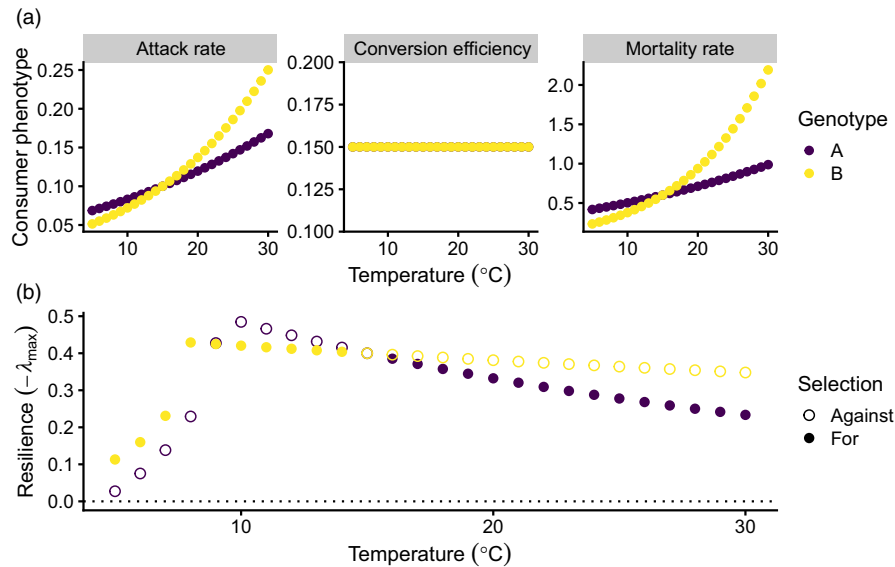 (a)
Attack rate
Conversion efficiency
Mortality rate
Consumer phenotype
0.25
0.20
0.15
0.10
0.05
0.200
0.175
0.150
0.125
0.100
2.0
1.5
1.0
0.5
10 20 30
10 20 30
10 20 30
Temperature (°C)
Genotype
A
B
(b)
Resilience (−λmax)
0.5
0.4
0.3
0.2
0.1
0.0
10 20 30
Temperature (°C)
Selection
Against
For